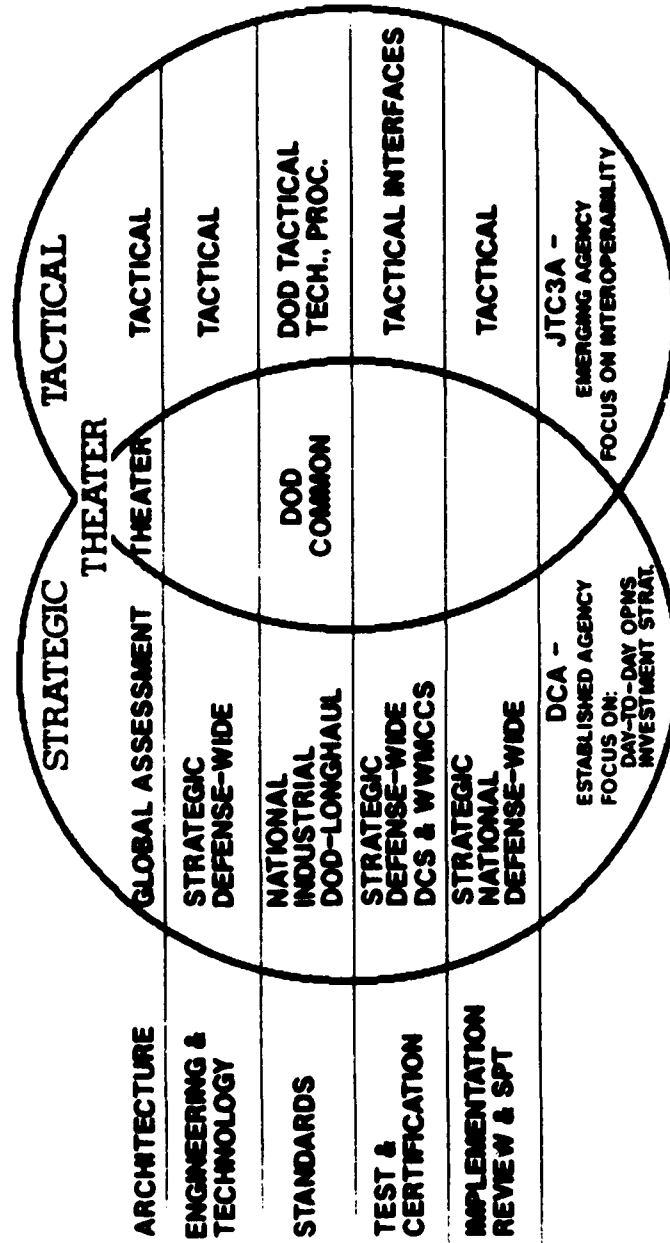 STRATEGIC
THEATER
TACTICAL
ARCHITECTURE
GLOBAL ASSESSMENT
THEATER
TACTICAL
ENGINEERING &
TECHNOLOGY
STRATEGIC
DEFENSE-WIDE
TACTICAL
STANDARDS
NATIONAL
INDUSTRIAL
DOD-LONGHAUL
DOD
COMMON
DOD TACTICAL
TECH., PROC.
TEST &
CERTIFICATION
STRATEGIC
DEFENSE-WIDE
DCS & WWMCCS
TACTICAL INTERFACES
IMPLEMENTATION
REVIEW & SPT
STRATEGIC
NATIONAL
DEFENSE-WIDE
TACTICAL
DCA -
ESTABLISHED AGENCY
FOCUS ON:
DAY-TO-DAY OPNS
INVESTMENT STRAT.
JTC3A -
EMERGING AGENCY
FOCUS ON INTEROPERABILITY